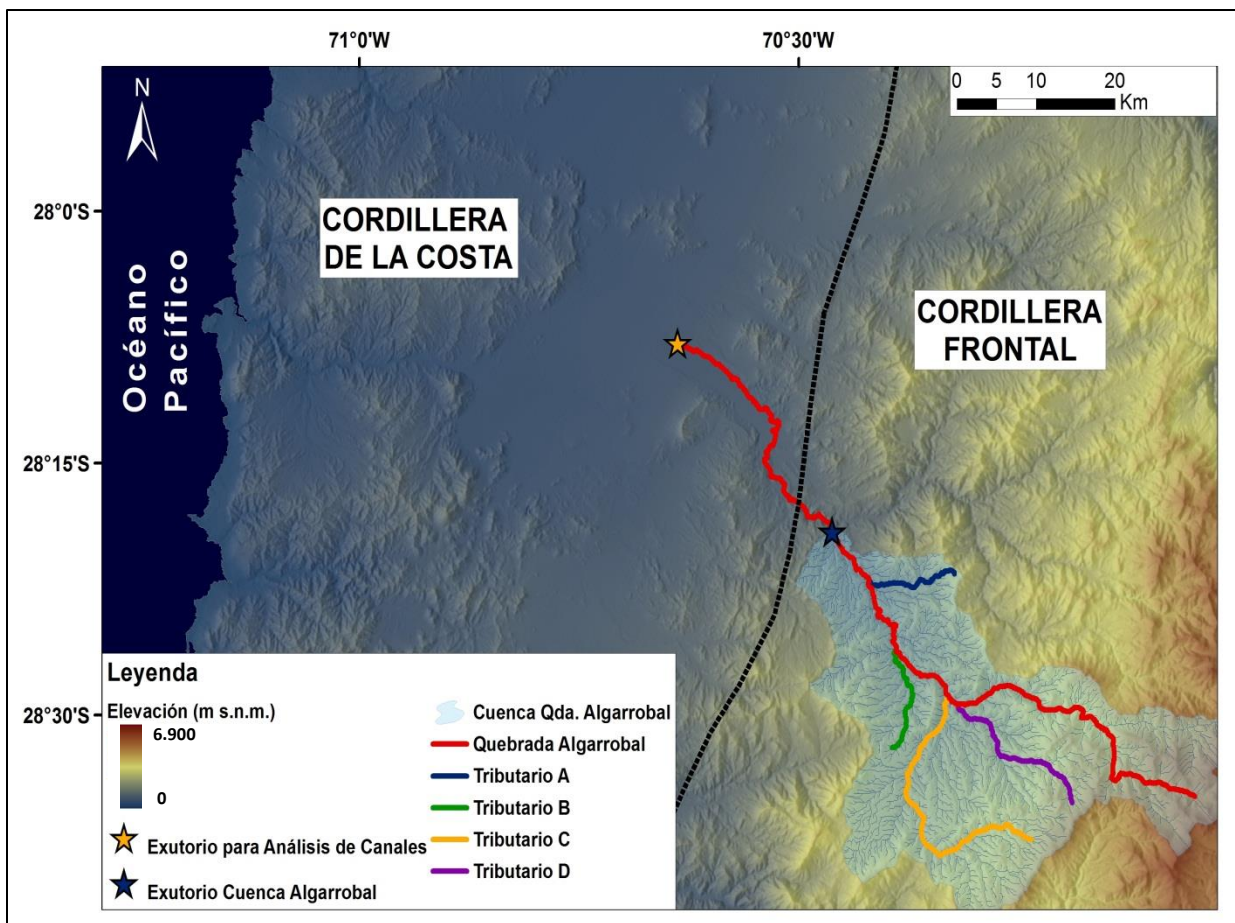 71°0'W
70°30'W
N
0 5 10 20
Km
28°0'S
CORDILLERA
DE LA COSTA
CORDILLERA
FRONTAL
Océano
Pacífico
28°15'S
28°30'S
Leyenda
Elevación (m s.n.m.)
6.900
0
Exutorio para Análisis de Canales
Exutorio Cuenca Algarrobal
Cuenca Qda. Algarrobal
Quebrada Algarrobal
Tributario A
Tributario B
Tributario C
Tributario D